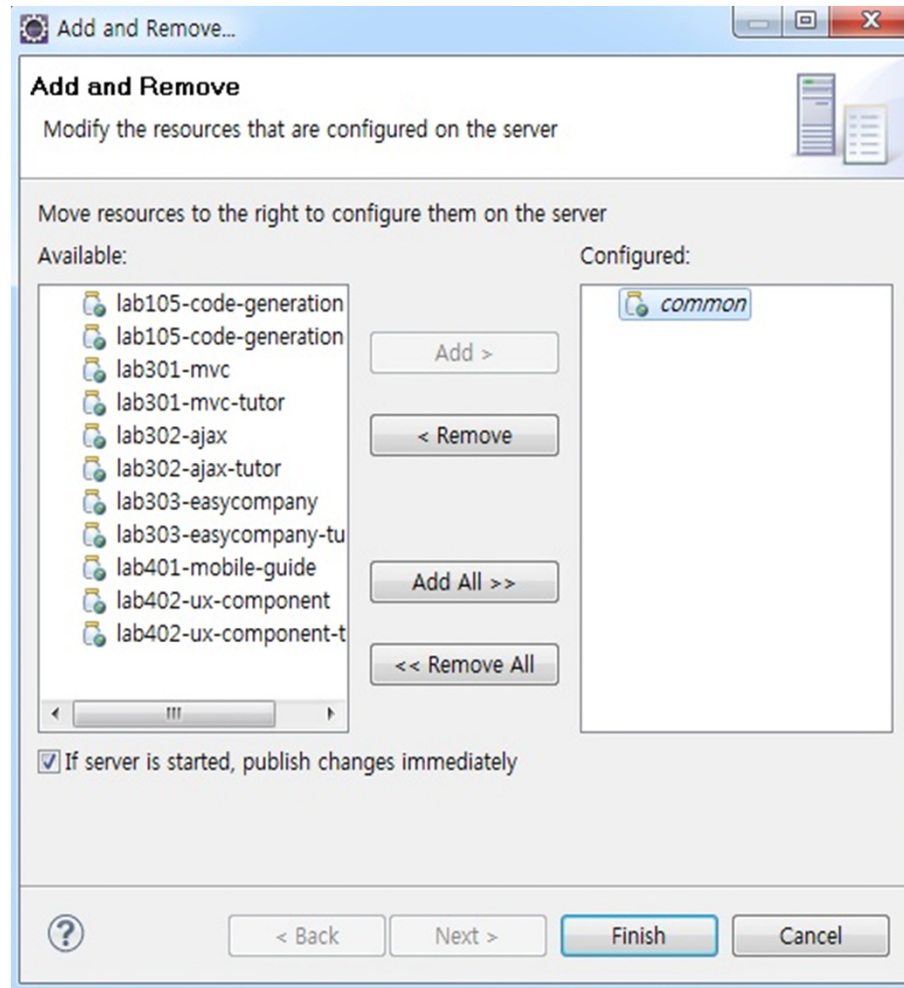 Add and Remove...
Add and Remove
Modify the resources that are configured on the server
Move resources to the right to configure them on the server
Available:
lab105-code-generation
lab105-code-generation
lab301-mvc
lab301-mvc-tutor
lab302-ajax
lab302-ajax-tutor
lab303-easycompany
lab303-easycompany-tu
lab401-mobile-guide
lab402-ux-component
lab402-ux-component-t
Add >
< Remove
Add All >>
<< Remove All
Configured:
common
If server is started, publish changes immediately
?
< Back
Next >
Finish
Cancel